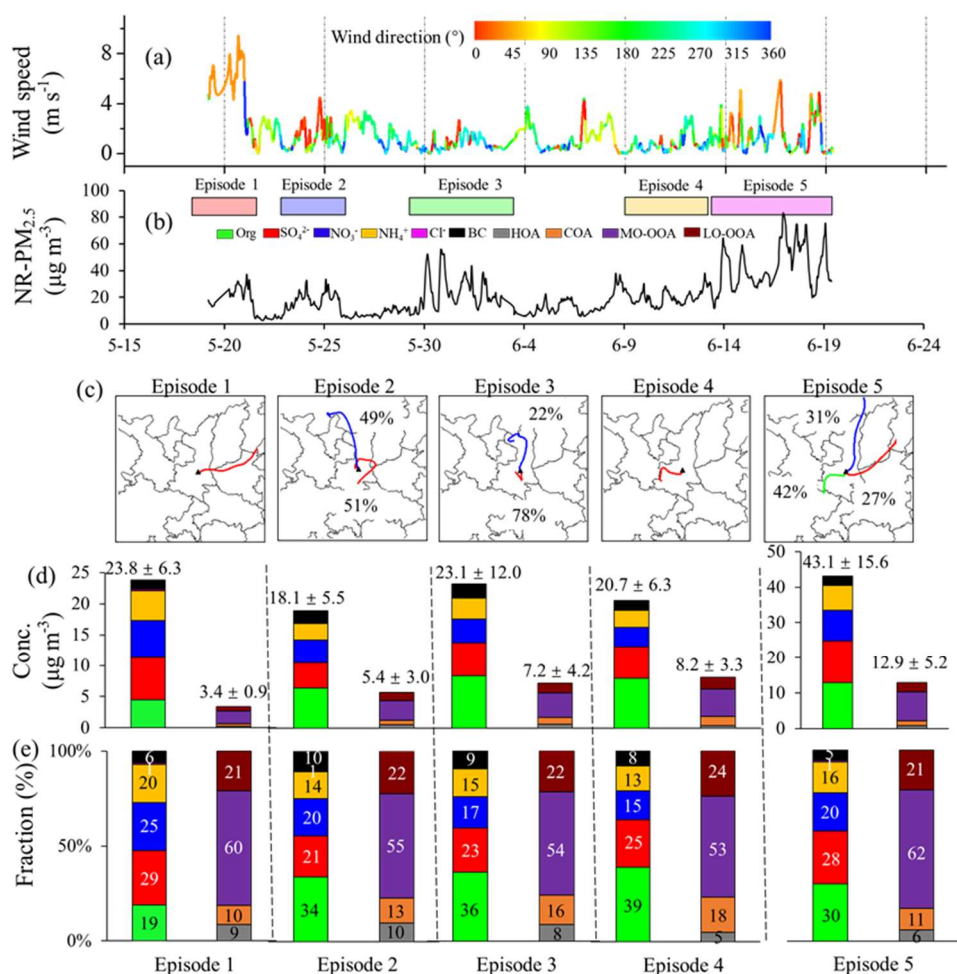 Wind direction (°)
0 45 90 135 180 225 270 315 360
(a)
Wind speed
(m s⁻¹)
8
4
0
Episode 1 Episode 2 Episode 3 Episode 4 Episode 5
(b)
Org SO₄²⁻ NO₃⁻ NH₄⁺ Cl⁻ BC HOA COA MO-OOA LO-OOA
NR-PM₂.₅
(μg m⁻³)
100
80
60
40
20
0
5-15 5-20 5-25 5-30 6-4 6-9 6-14 6-19 6-24
(c)
Episode 1 Episode 2 Episode 3 Episode 4 Episode 5
49% 22% 31%
51% 78% 42% 27%
(d)
Conc.
(μg m⁻³)
25
20
15
10
5
0
50
40
30
20
10
0
23.8 ± 6.3 18.1 ± 5.5 23.1 ± 12.0 20.7 ± 6.3 43.1 ± 15.6
3.4 ± 0.9 5.4 ± 3.0 7.2 ± 4.2 8.2 ± 3.3 12.9 ± 5.2
(e)
Fraction (%)
100%
50%
0%
6 1 20 25 29 19
21 60 10 9
10 1 14 20 21 34
22 55 13 10
9 15 17 23 36
22 54 16 8
8 13 15 25 39
24 53 18 5
5 1 16 20 28 30
21 62 11 6
Episode 1 Episode 2 Episode 3 Episode 4 Episode 5